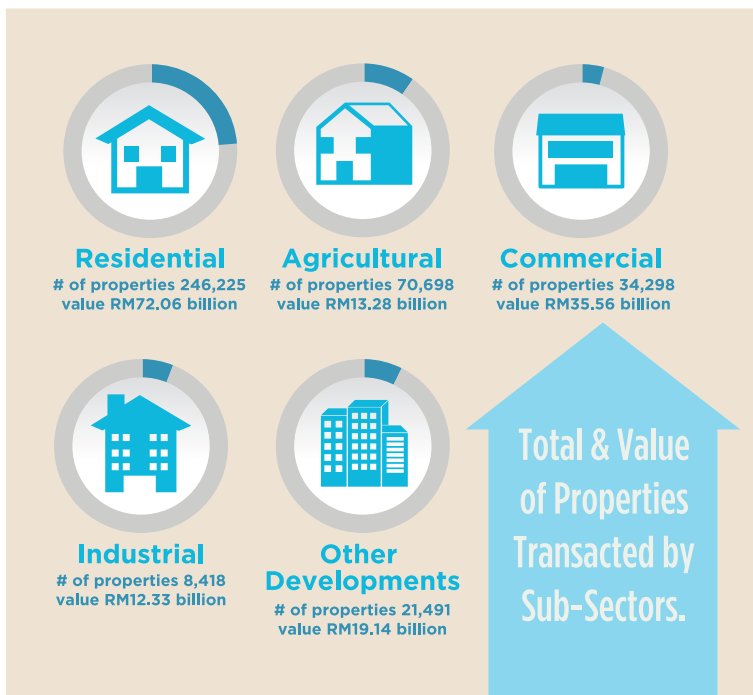 Residential
# of properties 246,225
value RM72.06 billion
Agricultural
# of properties 70,698
value RM13.28 billion
Commercial
# of properties 34,298
value RM35.56 billion
Industrial
# of properties 8,418
value RM12.33 billion
Other
Developments
# of properties 21,491
value RM19.14 billion
Total & Value
of Properties
Transacted by
Sub-Sectors.